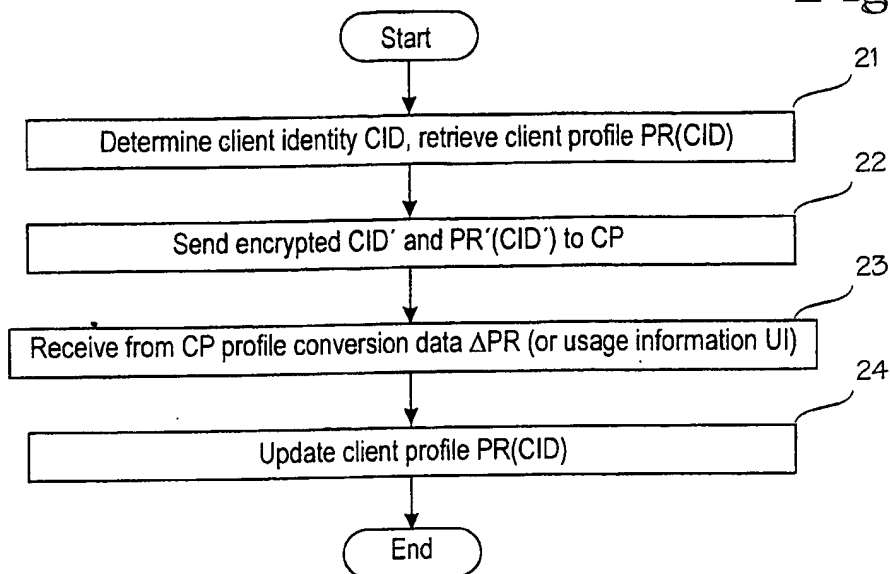 Start
21
Determine client identity CID, retrieve client profile PR(CID)
22
Send encrypted CID´ and PR´(CID´) to CP
23
Receive from CP profile conversion data ΔPR (or usage information UI)
24
Update client profile PR(CID)
End